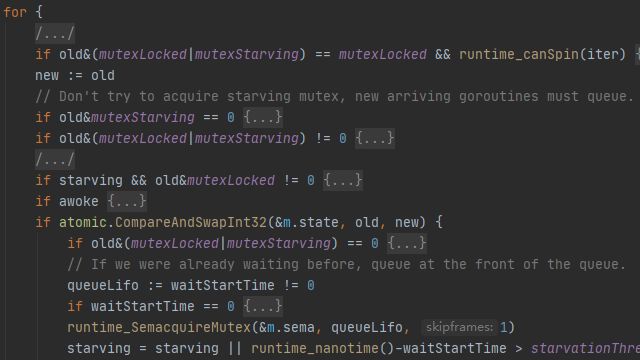 for {
/.../
if old&(mutexLocked|mutexStarving) == mutexLocked && runtime_canSpin(iter) {
new := old
// Don't try to acquire starving mutex, new arriving goroutines must queue.
if old&mutexStarving == 0 {...}
if old&(mutexLocked|mutexStarving) != 0 {...}
/.../
if starving && old&mutexLocked != 0 {...}
if awoke {...}
if atomic.CompareAndSwapInt32(&m.state, old, new) {
if old&(mutexLocked|mutexStarving) == 0 {...}
// If we were already waiting before, queue at the front of the queue.
queueLifo := waitStartTime != 0
if waitStartTime == 0 {...}
runtime_SemacquireMutex(&m.sema, queueLifo, skipframes: 1)
starving = starving || runtime_nanotime()-waitStartTime > starvationThre